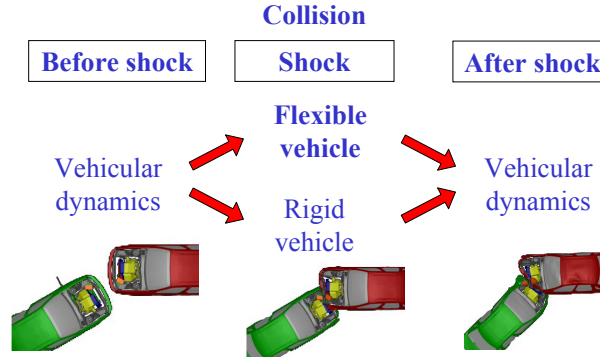 Collision
Before shock
Shock
After shock
Flexible
vehicle
Vehicular
dynamics
Rigid
vehicle
Vehicular
dynamics